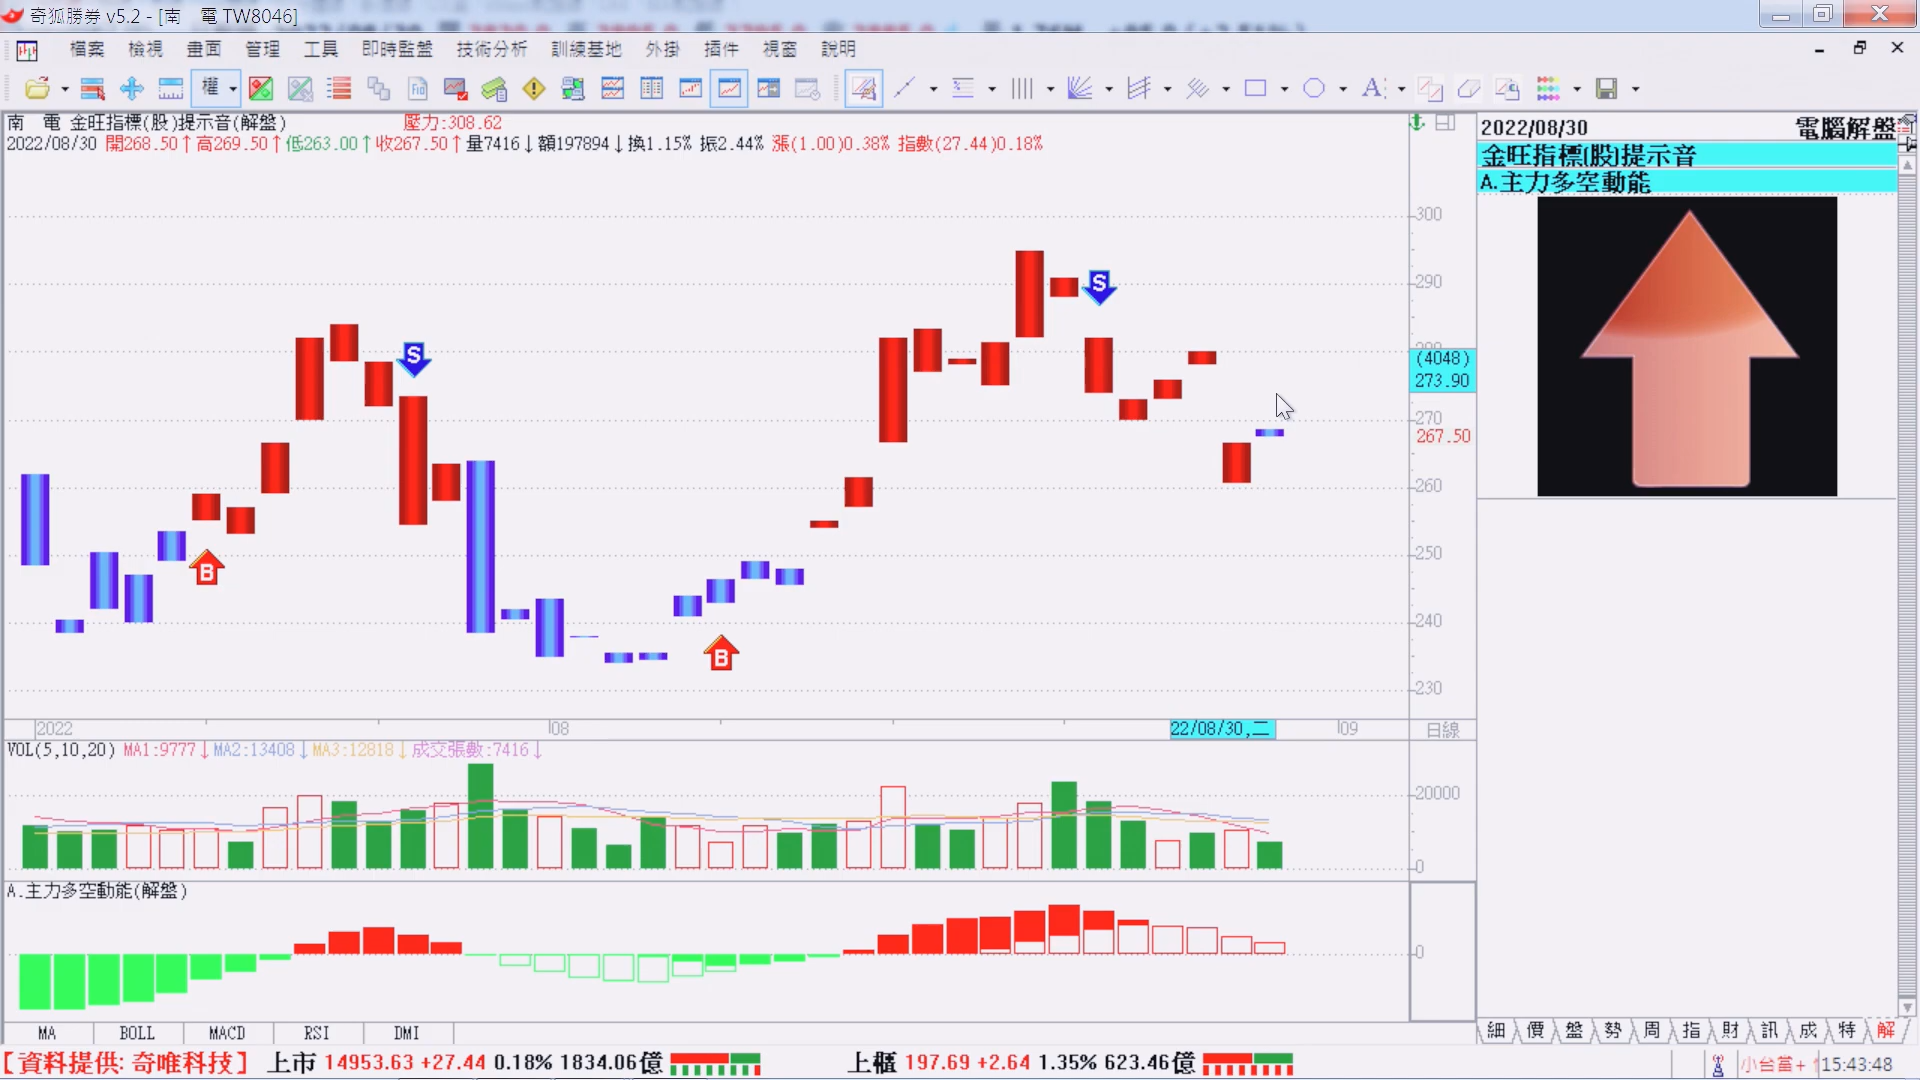 奇狐勝券 v5.2 - [南　電 TW8046]
檔案 檢視 畫面 管理 工具 即時監盤 技術分析 訓練基地 外掛 插件 視窗 說明
權
南　電 金旺指標(股)提示音(解盤) 壓力:308.62
2022/08/30 開268.50↑高269.50↑低263.00↑收267.50↑量7416↓額197894↓換1.15% 振2.44% 漲(1.00)0.38% 指數(27.44)0.18%
300
290
S
280
(4048)
273.90
S
270
267.50
260
B
250
240
B
230
2022 08 22/08/30,二 09 日線
VOL(5,10,20) MA1:9777↓MA2:13408↓MA3:12818↓成交張數:7416↓
20000
0
A.主力多空動能(解盤)
0
MA BOLL MACD RSI DMI
2022/08/30 電腦解盤
金旺指標(股)提示音
A.主力多空動能
細 價 盤 勢 周 指 財 訊 成 特 解
【資料提供: 奇唯科技】 上市 14953.63 +27.44 0.18% 1834.06億 上櫃 197.69 +2.64 1.35% 623.46億 小台當+ 15:43:48